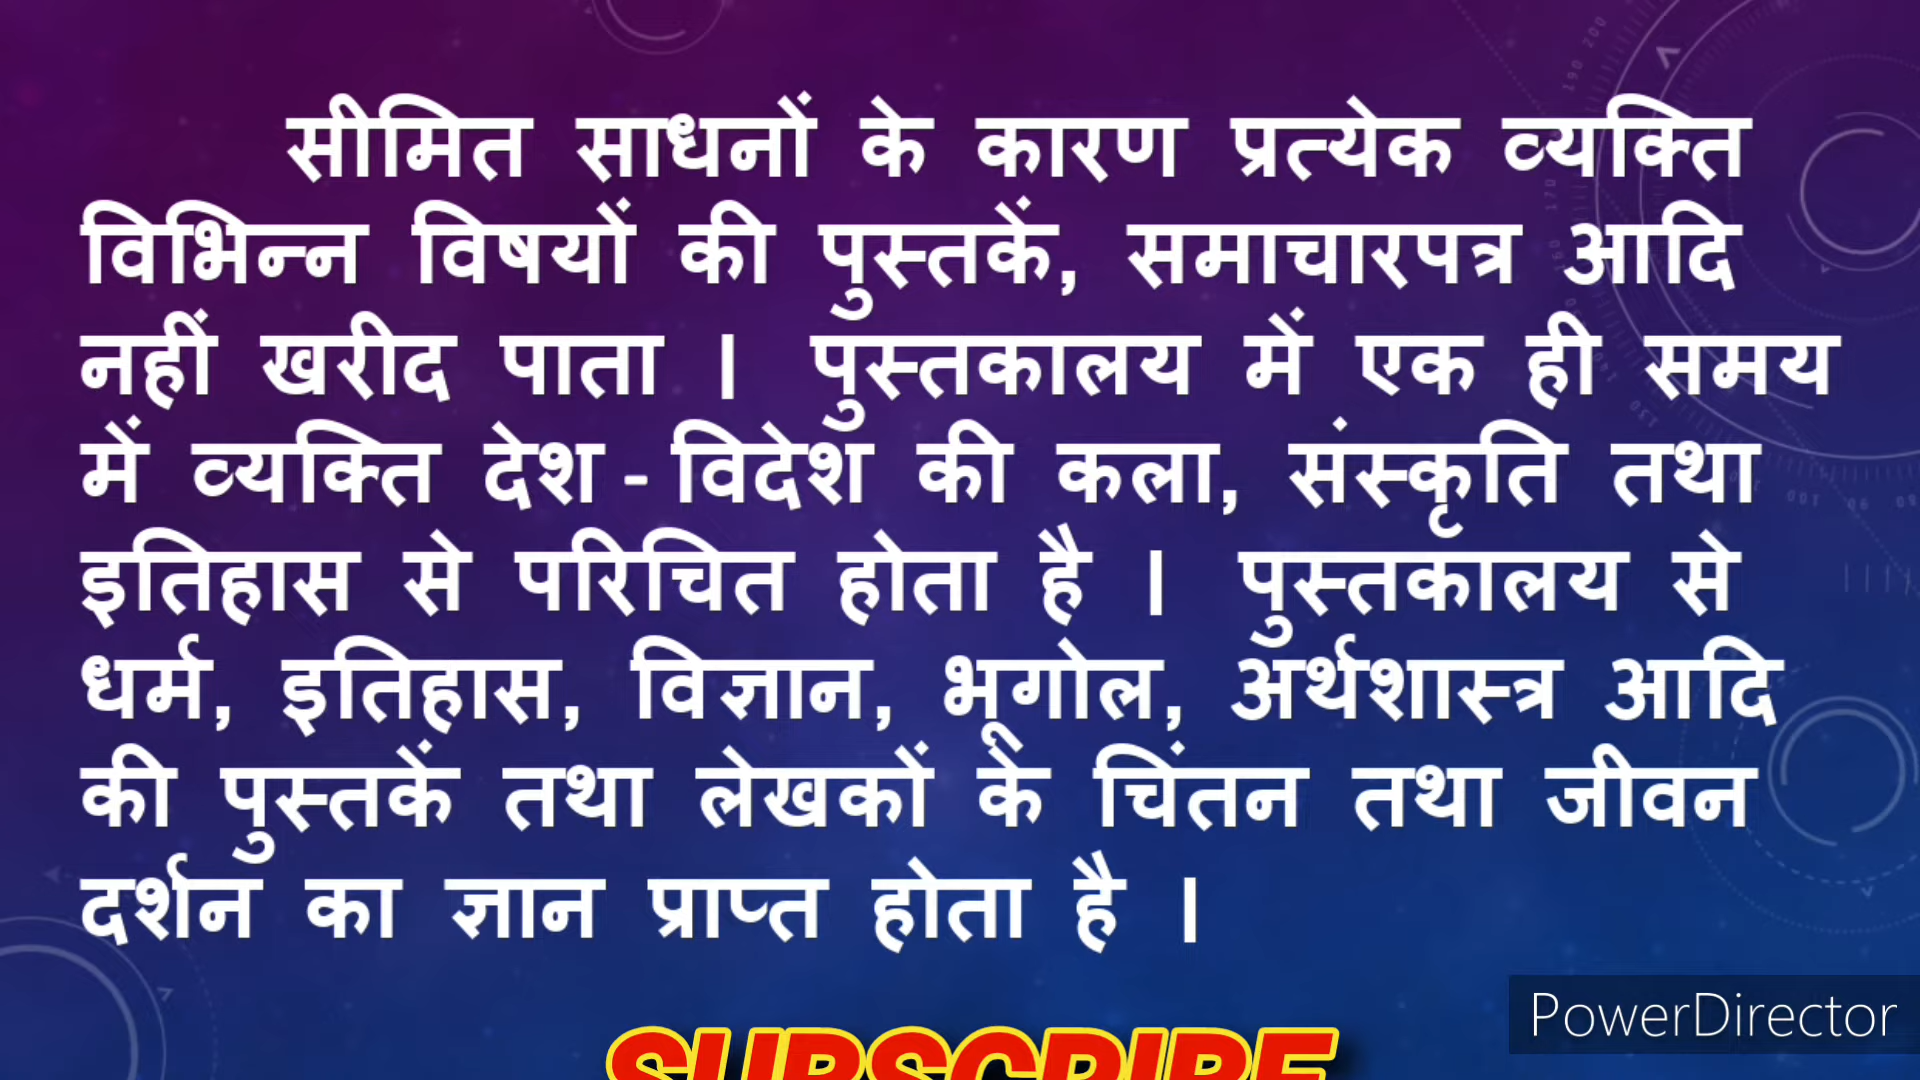 सीमित साधनों के कारण प्रत्येक व्यक्ति
विभिन्न विषयों की पुस्तकें, समाचारपत्र आदि
नहीं खरीद पाता । पुस्तकालय में एक ही समय
में व्यक्ति देश - विदेश की कला, संस्कृति तथा
इतिहास से परिचित होता है । पुस्तकालय से
धर्म, इतिहास, विज्ञान, भूगोल, अर्थशास्त्र आदि
की पुस्तकें तथा लेखकों के चिंतन तथा जीवन
दर्शन का ज्ञान प्राप्त होता है ।
PowerDirector
SUBSCRIBE